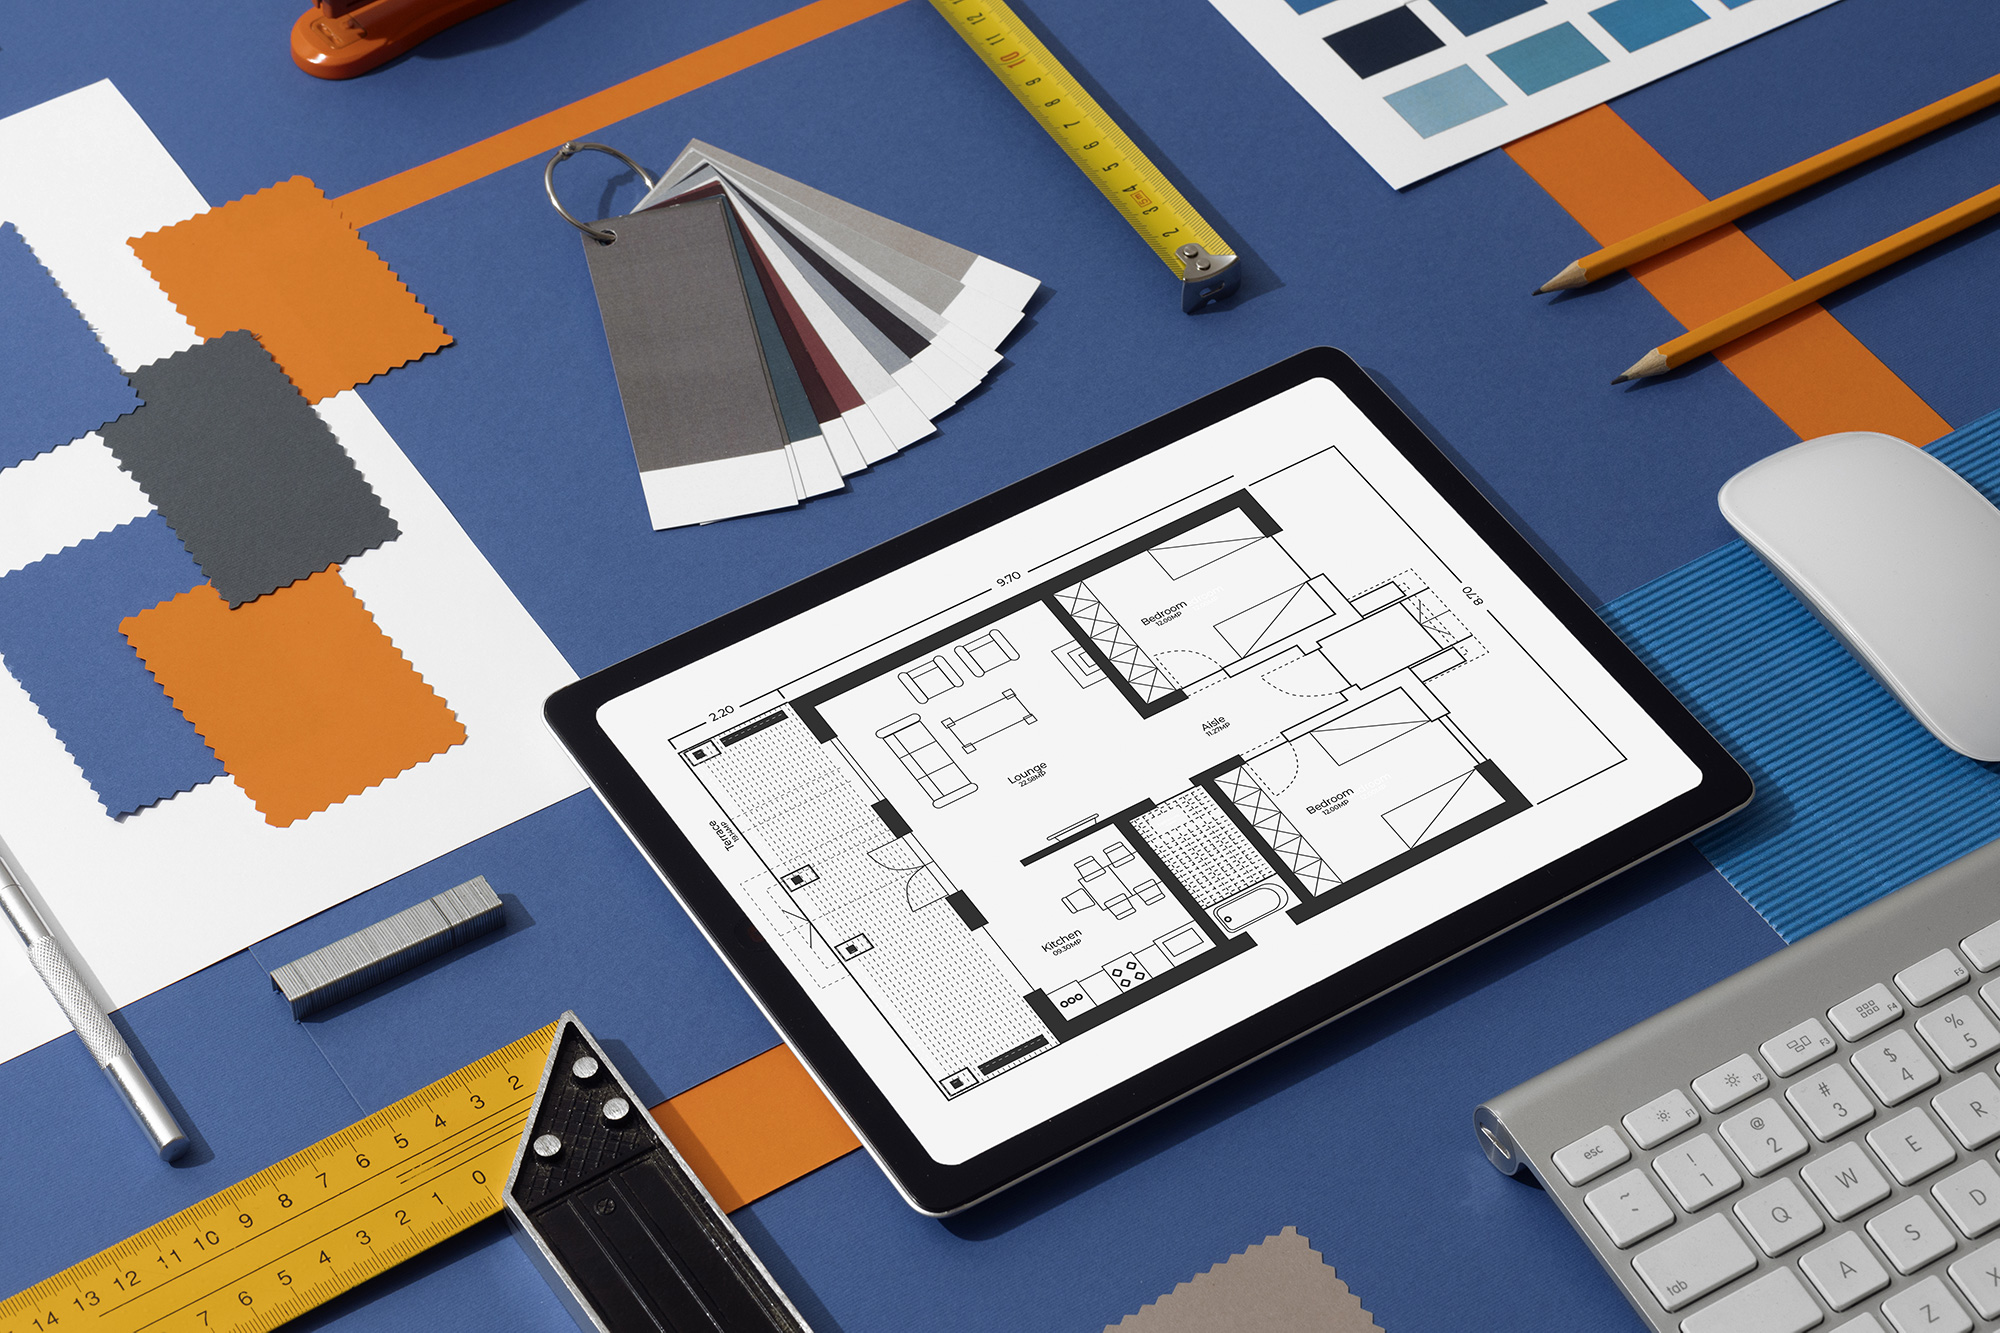 12 11 10 9 8 7 6 5 4 3 2
9.70
8.70
2.20
Bedroom
12.00MP
Aisle
11.27MP
Lounge
22.58MP
Bedroom
12.00MP
Terrace
Kitchen
09.30MP
14 13 12 11 10 9 8 7 6 5 4 3 2
7 6 5 4 3 2 1 0
esc F1 F2 F3 F4 F5
~ ! 1 @ 2 # 3 $ 4 % 5
tab Q W E R
A S D
Z X